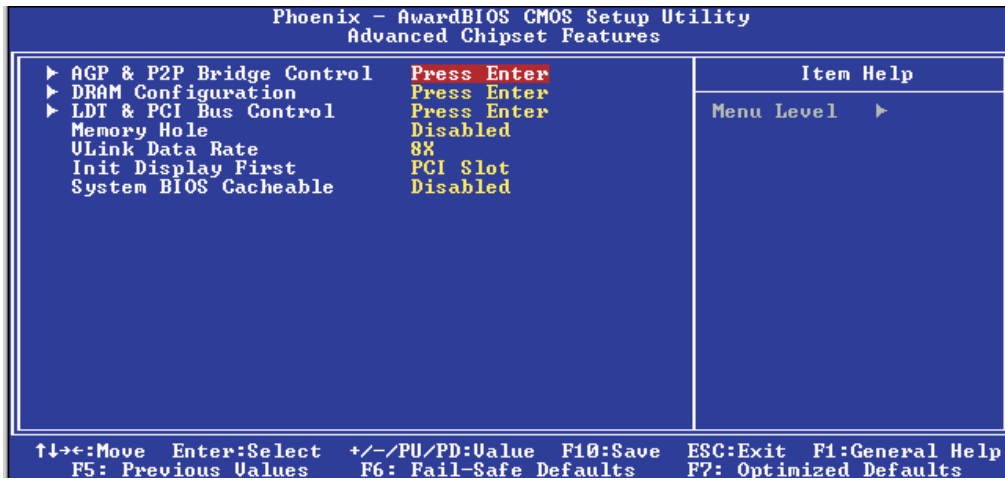 Phoenix - AwardBIOS CMOS Setup Utility
Advanced Chipset Features
▶ AGP & P2P Bridge Control Press Enter
▶ DRAM Configuration Press Enter
▶ LDT & PCI Bus Control Press Enter
Memory Hole Disabled
VLink Data Rate 8X
Init Display First PCI Slot
System BIOS Cacheable Disabled
Item Help
Menu Level ▶
↑↓→←:Move Enter:Select +/-/PU/PD:Value F10:Save ESC:Exit F1:General Help
F5: Previous Values F6: Fail-Safe Defaults F7: Optimized Defaults